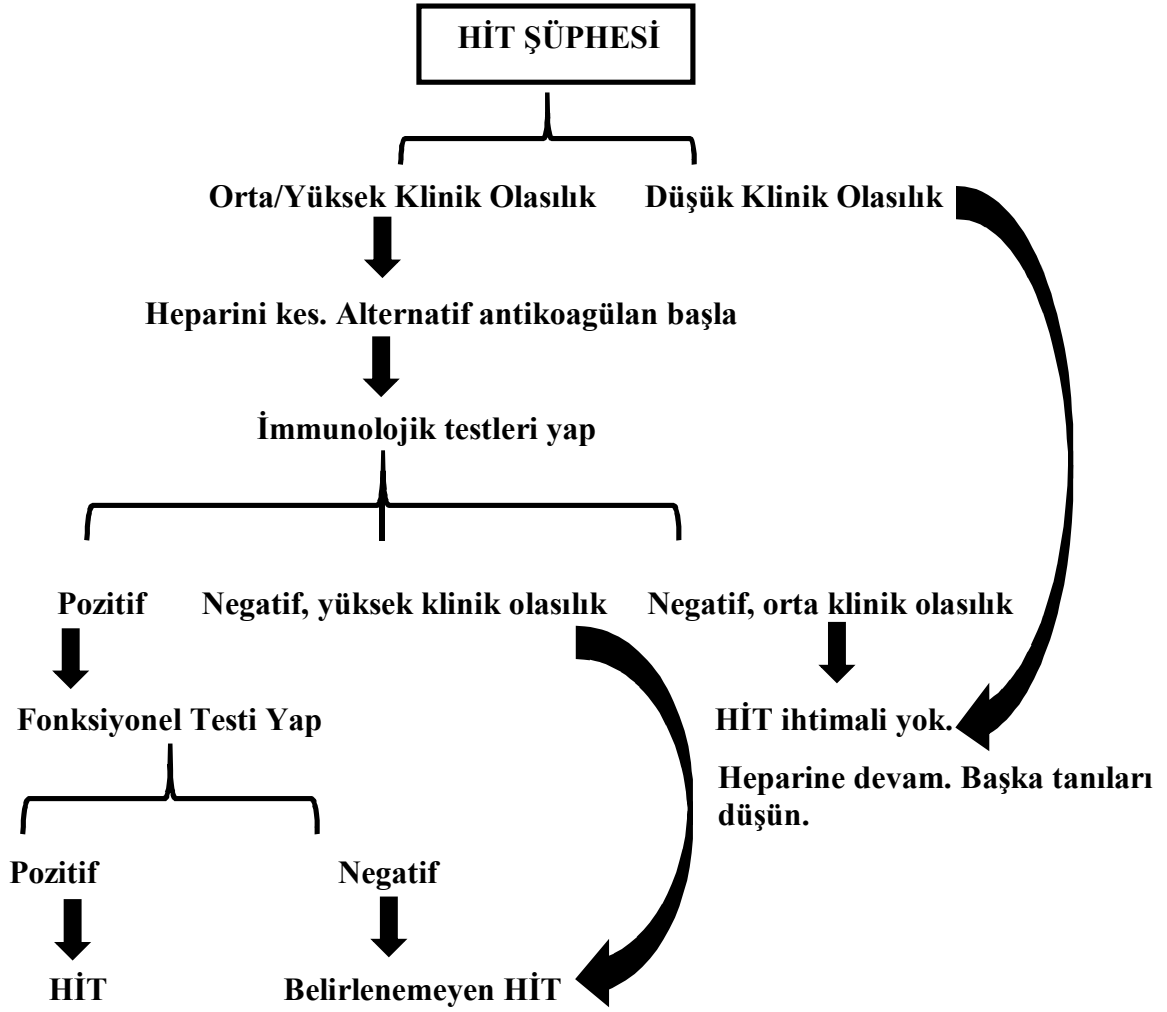 HİT ŞÜPHESİ
Orta/Yüksek Klinik Olasılık
Düşük Klinik Olasılık
Heparini kes. Alternatif antikoagülan başla
İmmunolojik testleri yap
Pozitif
Negatif, yüksek klinik olasılık
Negatif, orta klinik olasılık
Fonksiyonel Testi Yap
HİT ihtimali yok.
Heparine devam. Başka tanıları
düşün.
Pozitif
Negatif
HİT
Belirlenemeyen HİT